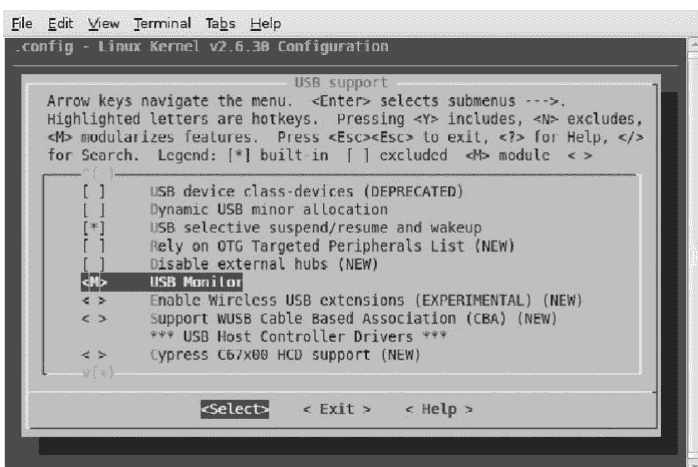 File Edit View Terminal Tabs Help
.config - Linux Kernel v2.6.30 Configuration
USB support
Arrow keys navigate the menu. <Enter> selects submenus --->.
Highlighted letters are hotkeys. Pressing <Y> includes, <N> excludes,
<M> modularizes features. Press <Esc><Esc> to exit, <?> for Help, </>
for Search. Legend: [*] built-in [ ] excluded <M> module < >
^(-)
[ ] USB device class-devices (DEPRECATED)
[ ] Dynamic USB minor allocation
[*] USB selective suspend/resume and wakeup
[ ] Rely on OTG Targeted Peripherals List (NEW)
[ ] Disable external hubs (NEW)
<M> USB Monitor
< > Enable Wireless USB extensions (EXPERIMENTAL) (NEW)
< > Support WUSB Cable Based Association (CBA) (NEW)
*** USB Host Controller Drivers ***
< > Cypress C67x00 HCD support (NEW)
v(+)
<Select> < Exit > < Help >